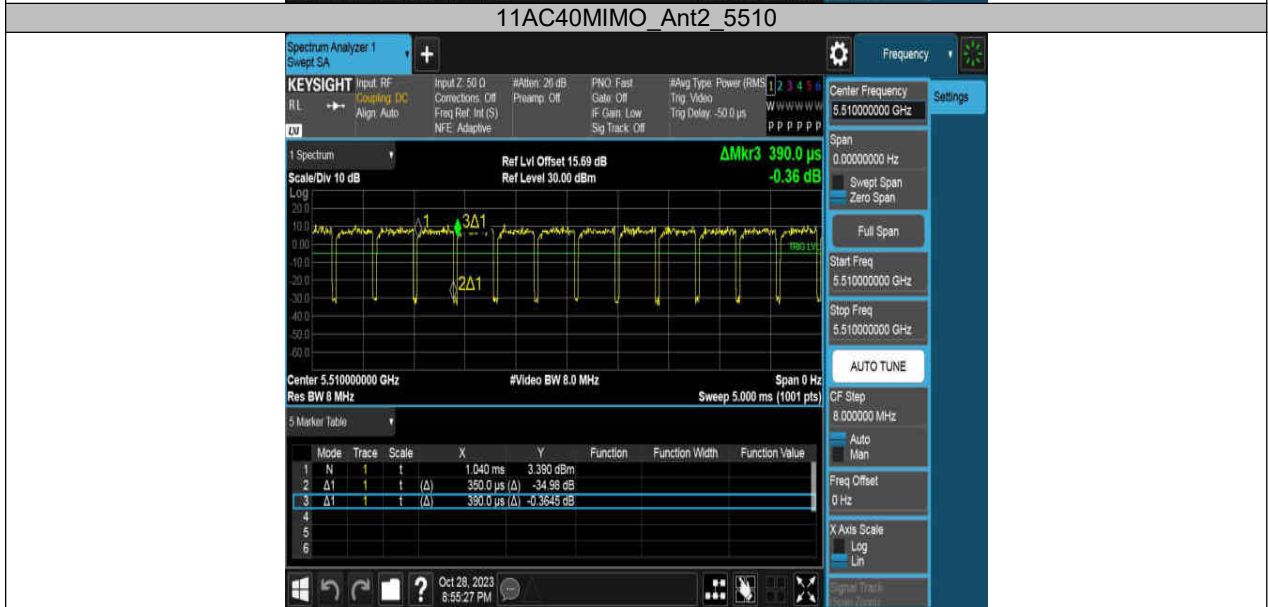 11AC40MIMO_Ant2_5510
Spectrum Analyzer 1
Swept SA
+
Frequency
KEYSIGHT Input: RF Input Z: 50 Ω #Atten: 26 dB PNO: Fast #Avg Type: Power (RMS 1 2 3 4 5 6
RL Coupling: DC Corrections: Off Preamp: Off Gate: Off Trig: Video W W W W W W
Align: Auto Freq Ref: Int (S) IF Gain: Low Trig Delay: -50.0 µs
NFE: Adaptive Sig Track: Off P P P P P P
Center Frequency
5.510000000 GHz
Settings
1 Spectrum
Ref Lvl Offset 15.69 dB
ΔMkr3 390.0 µs
Scale/Div 10 dB
Ref Level 30.00 dBm
-0.36 dB
Log
20.0
10.0
0.00
-10.0
-20.0
-30.0
-40.0
-50.0
-60.0
1
3Δ1
2Δ1
TRIG LVL
Center 5.510000000 GHz
#Video BW 8.0 MHz
Span 0 Hz
Res BW 8 MHz
Sweep 5.000 ms (1001 pts)
Span
0.00000000 Hz
Swept Span
Zero Span
Full Span
Start Freq
5.510000000 GHz
Stop Freq
5.510000000 GHz
AUTO TUNE
CF Step
8.000000 MHz
Auto
Man
Freq Offset
0 Hz
X Axis Scale
Log
Lin
Signal Track
5 Marker Table
Mode Trace Scale X Y Function Function Width Function Value
1 N 1 t 1.040 ms 3.390 dBm
2 Δ1 1 t (Δ) 350.0 µs (Δ) -34.98 dB
3 Δ1 1 t (Δ) 390.0 µs (Δ) -0.3645 dB
4
5
6
?
Oct 28, 2023
8:55:27 PM